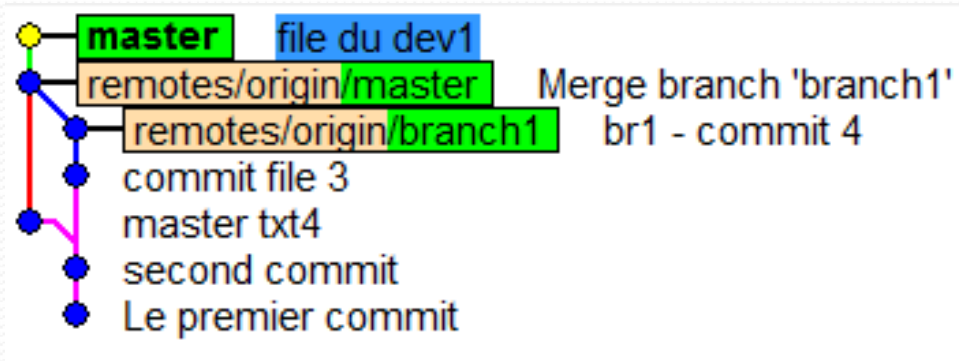 master file du dev1
remotes/origin/master Merge branch 'branch1'
remotes/origin/branch1 br1 - commit 4
commit file 3
master txt4
second commit
Le premier commit